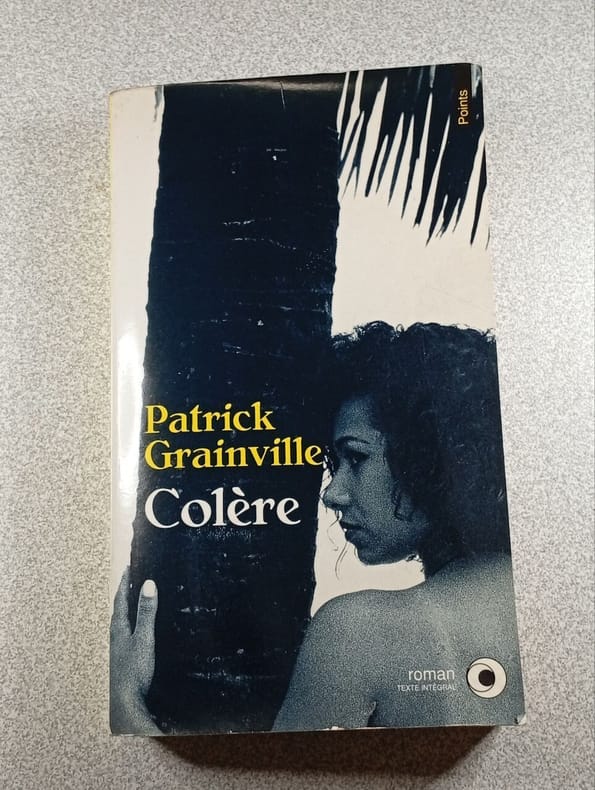 Points
Patrick
Grainville
Colère
roman
TEXTE INTÉGRAL